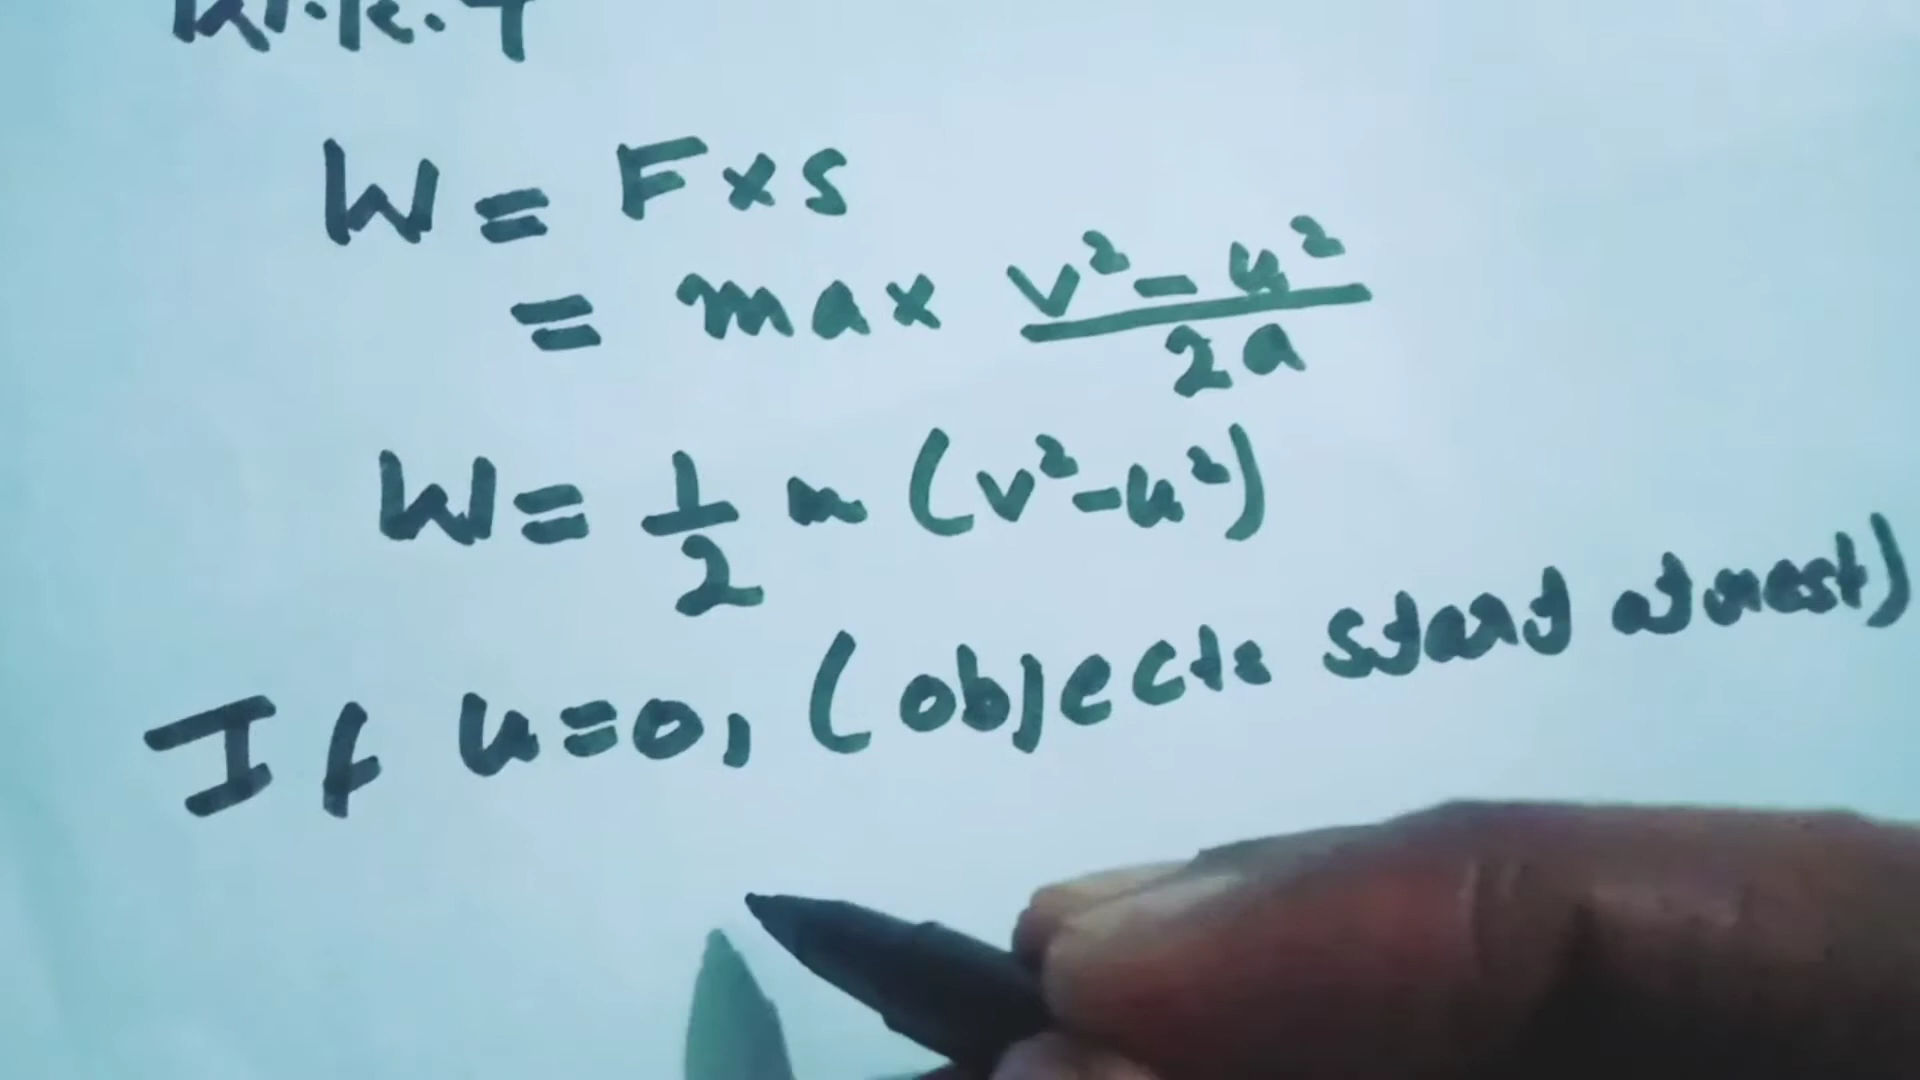 W.K.T
W = F × s
= ma × v² - u² / 2a
W = 1/2 m (v² - u²)
If u = 0, (objects start at rest)